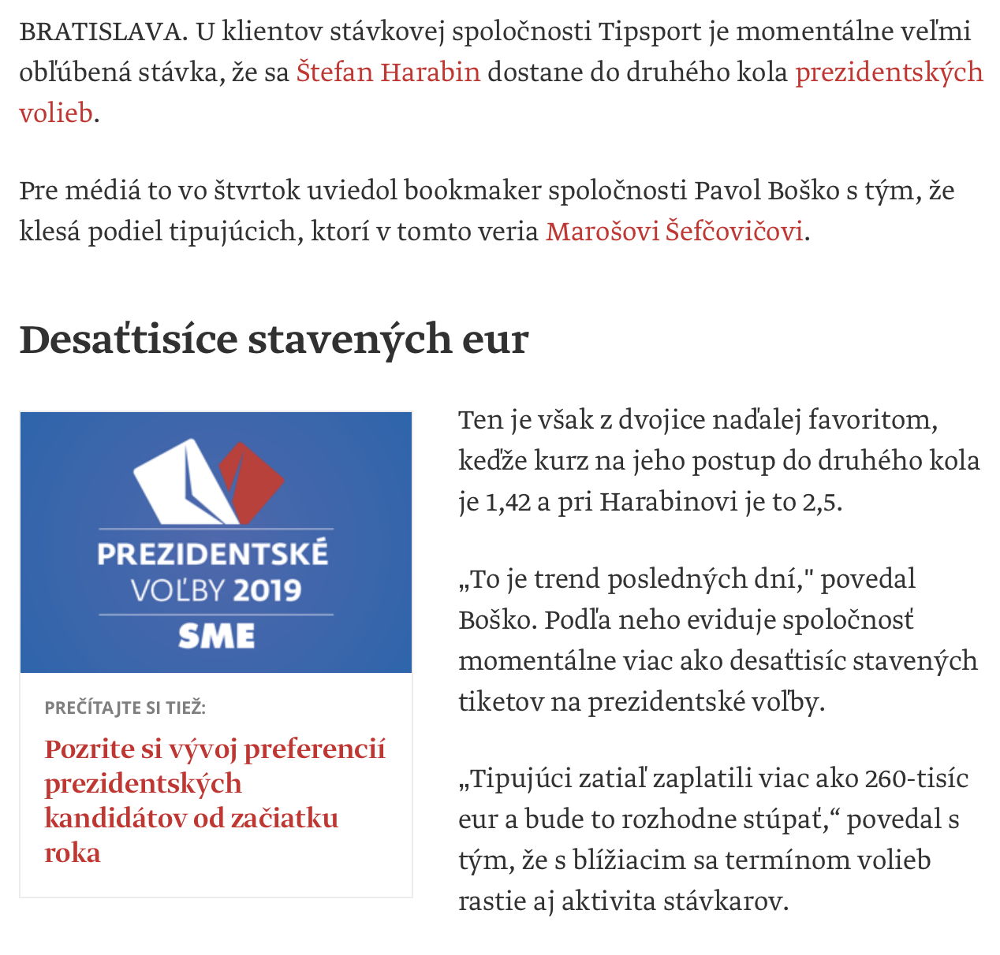 BRATISLAVA. U klientov stávkovej spoločnosti Tipsport je momentálne veľmi
obľúbená stávka, že sa Štefan Harabin dostane do druhého kola prezidentských
volieb.
Pre médiá to vo štvrtok uviedol bookmaker spoločnosti Pavol Boško s tým, že
klesá podiel tipujúcich, ktorí v tomto veria Marošovi Šefčovičovi.
Desaťtisíce stavených eur
PREZIDENTSKÉ
VOĽBY 2019
SME
PREČÍTAJTE SI TIEŽ:
Pozrite si vývoj preferencií
prezidentských
kandidátov od začiatku
roka
Ten je však z dvojice naďalej favoritom,
keďže kurz na jeho postup do druhého kola
je 1,42 a pri Harabinovi je to 2,5.
„To je trend posledných dní," povedal
Boško. Podľa neho eviduje spoločnosť
momentálne viac ako desaťtisíc stavených
tiketov na prezidentské voľby.
„Tipujúci zatiaľ zaplatili viac ako 260-tisíc
eur a bude to rozhodne stúpať,“ povedal s
tým, že s blížiacim sa termínom volieb
rastie aj aktivita stávkarov.